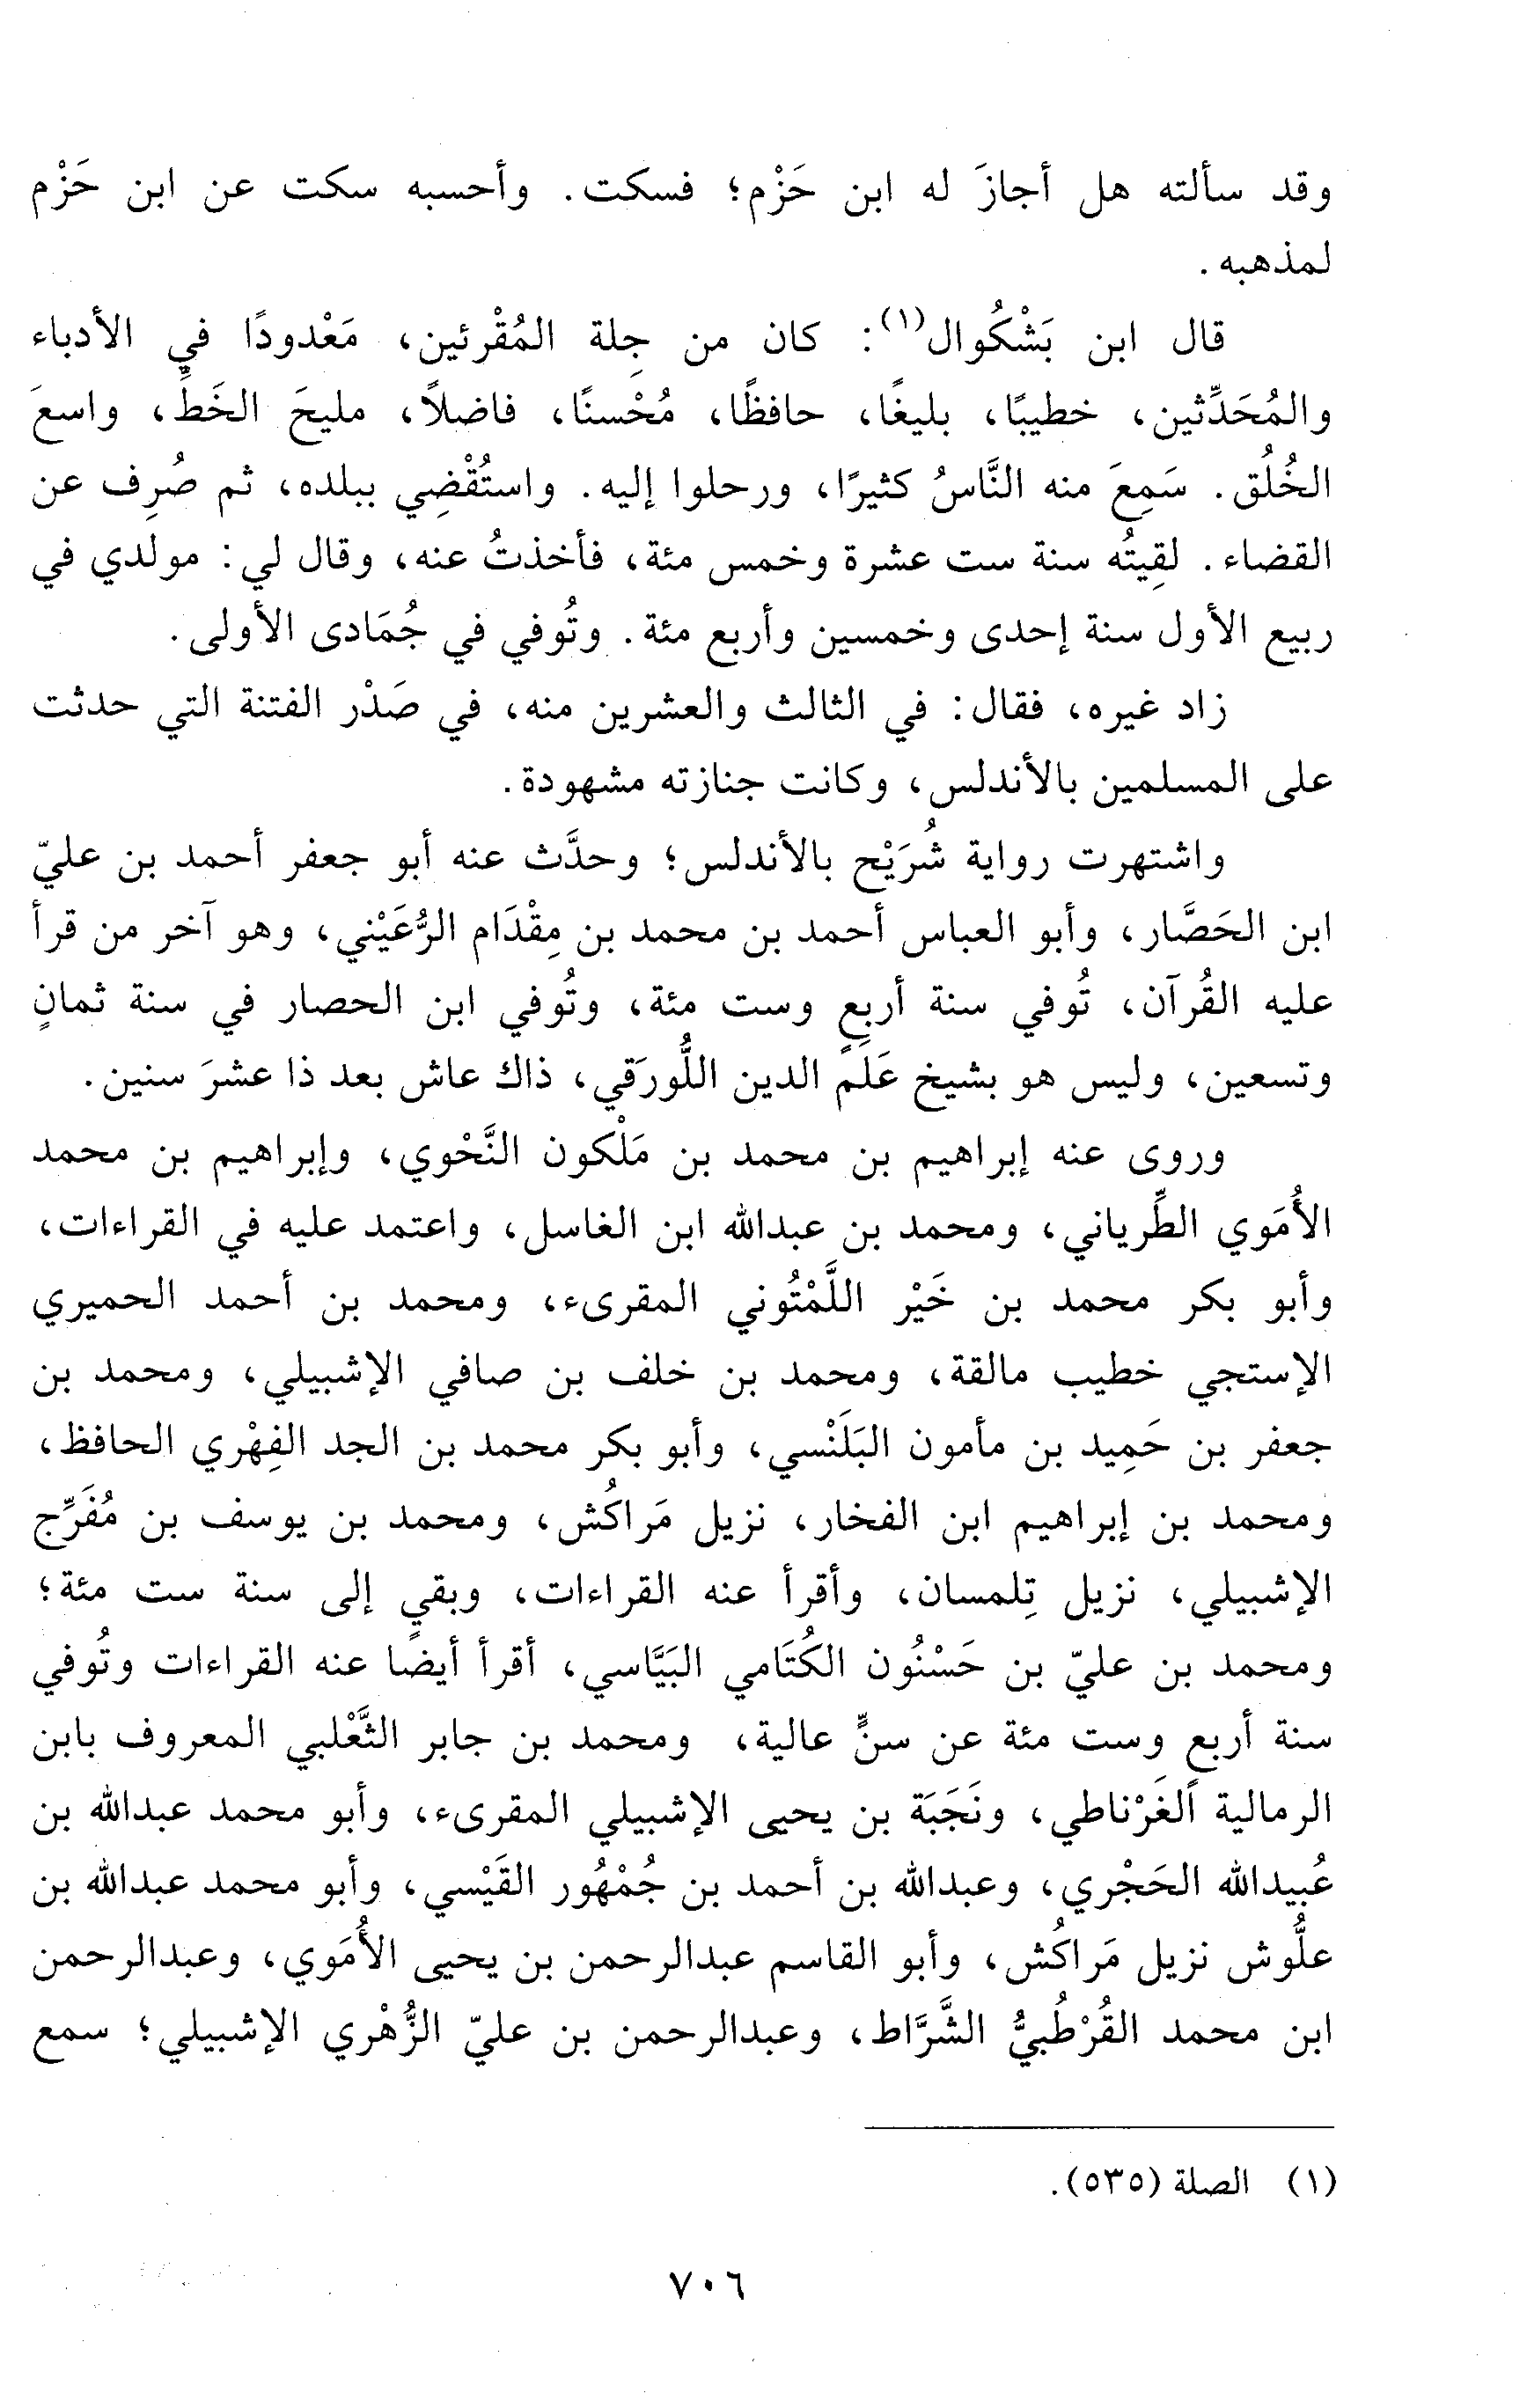 وقد سألته هل أجازَ له ابن حَزْم؛ فسكت. وأحسبه سكت عن ابن حَزْم
لمذهبه.
قال ابن بَشْكُوال(١): كان من جِلة المُقْرئين، مَعْدودًا في الأدباء
والمُحَدِّثين، خطيبًا، بليغًا، حافظًا، مُحْسنًا، فاضلاً، مليحَ الخَطِّ، واسعَ
الخُلُق. سَمِعَ منه النَّاسُ كثيرًا، ورحلوا إليه. واستُقْضِي ببلده، ثم صُرِف عن
القضاء. لقِيتُه سنة ست عشرة وخمس مئة، فأخذتُ عنه، وقال لي: مولدي في
ربيع الأول سنة إحدى وخمسين وأربع مئة. وتُوفي في جُمَادى الأولى.
زاد غيره، فقال: في الثالث والعشرين منه، في صَدْر الفتنة التي حدثت
على المسلمين بالأندلس، وكانت جنازته مشهودة.
واشتهرت رواية شُرَيْح بالأندلس؛ وحدَّث عنه أبو جعفر أحمد بن عليّ
ابن الحَصَّار، وأبو العباس أحمد بن محمد بن مِقْدَام الرُّعَيْني، وهو آخر من قرأ
عليه القُرآن، تُوفي سنة أربعٍ وست مئة، وتُوفي ابن الحصار في سنة ثمانٍ
وتسعين، وليس هو بشيخ عَلَم الدين اللُّورَقي، ذاك عاش بعد ذا عشرَ سنين.
وروى عنه إبراهيم بن محمد بن مَلْكون النَّحْوي، وإبراهيم بن محمد
الأُمَوي الطِّرياني، ومحمد بن عبدالله ابن الغاسل، واعتمد عليه في القراءات،
وأبو بكر محمد بن خَيْر اللَّمْتُوني المقرىء، ومحمد بن أحمد الحميري
الإستجي خطيب مالقة، ومحمد بن خلف بن صافي الإشبيلي، ومحمد بن
جعفر بن حَمِيد بن مأمون البَلَنْسي، وأبو بكر محمد بن الجد الفِهْري الحافظ،
ومحمد بن إبراهيم ابن الفخار، نزيل مَراكُش، ومحمد بن يوسف بن مُفَرِّج
الإشبيلي، نزيل تِلمسان، وأقرأ عنه القراءات، وبقي إلى سنة ست مئة؛
ومحمد بن عليّ بن حَسْنُون الكُتَامي البَيَّاسي، أقرأ أيضًا عنه القراءات وتُوفي
سنة أربعٍ وست مئة عن سنٍّ عالية، ومحمد بن جابر الثَّعْلبي المعروف بابن
الرمالية الغَرْناطي، ونَجَبَة بن يحيى الإشبيلي المقرىء، وأبو محمد عبدالله بن
عُبيدالله الحَجْري، وعبدالله بن أحمد بن جُمْهُور القَيْسي، وأبو محمد عبدالله بن
علُّوش نزيل مَراكُش، وأبو القاسم عبدالرحمن بن يحيى الأُمَوي، وعبدالرحمن
ابن محمد القُرْطُبيُّ الشَّرَّاط، وعبدالرحمن بن عليّ الزُّهْري الإشبيلي؛ سمع
(١) الصلة (٥٣٥).
٧٠٦